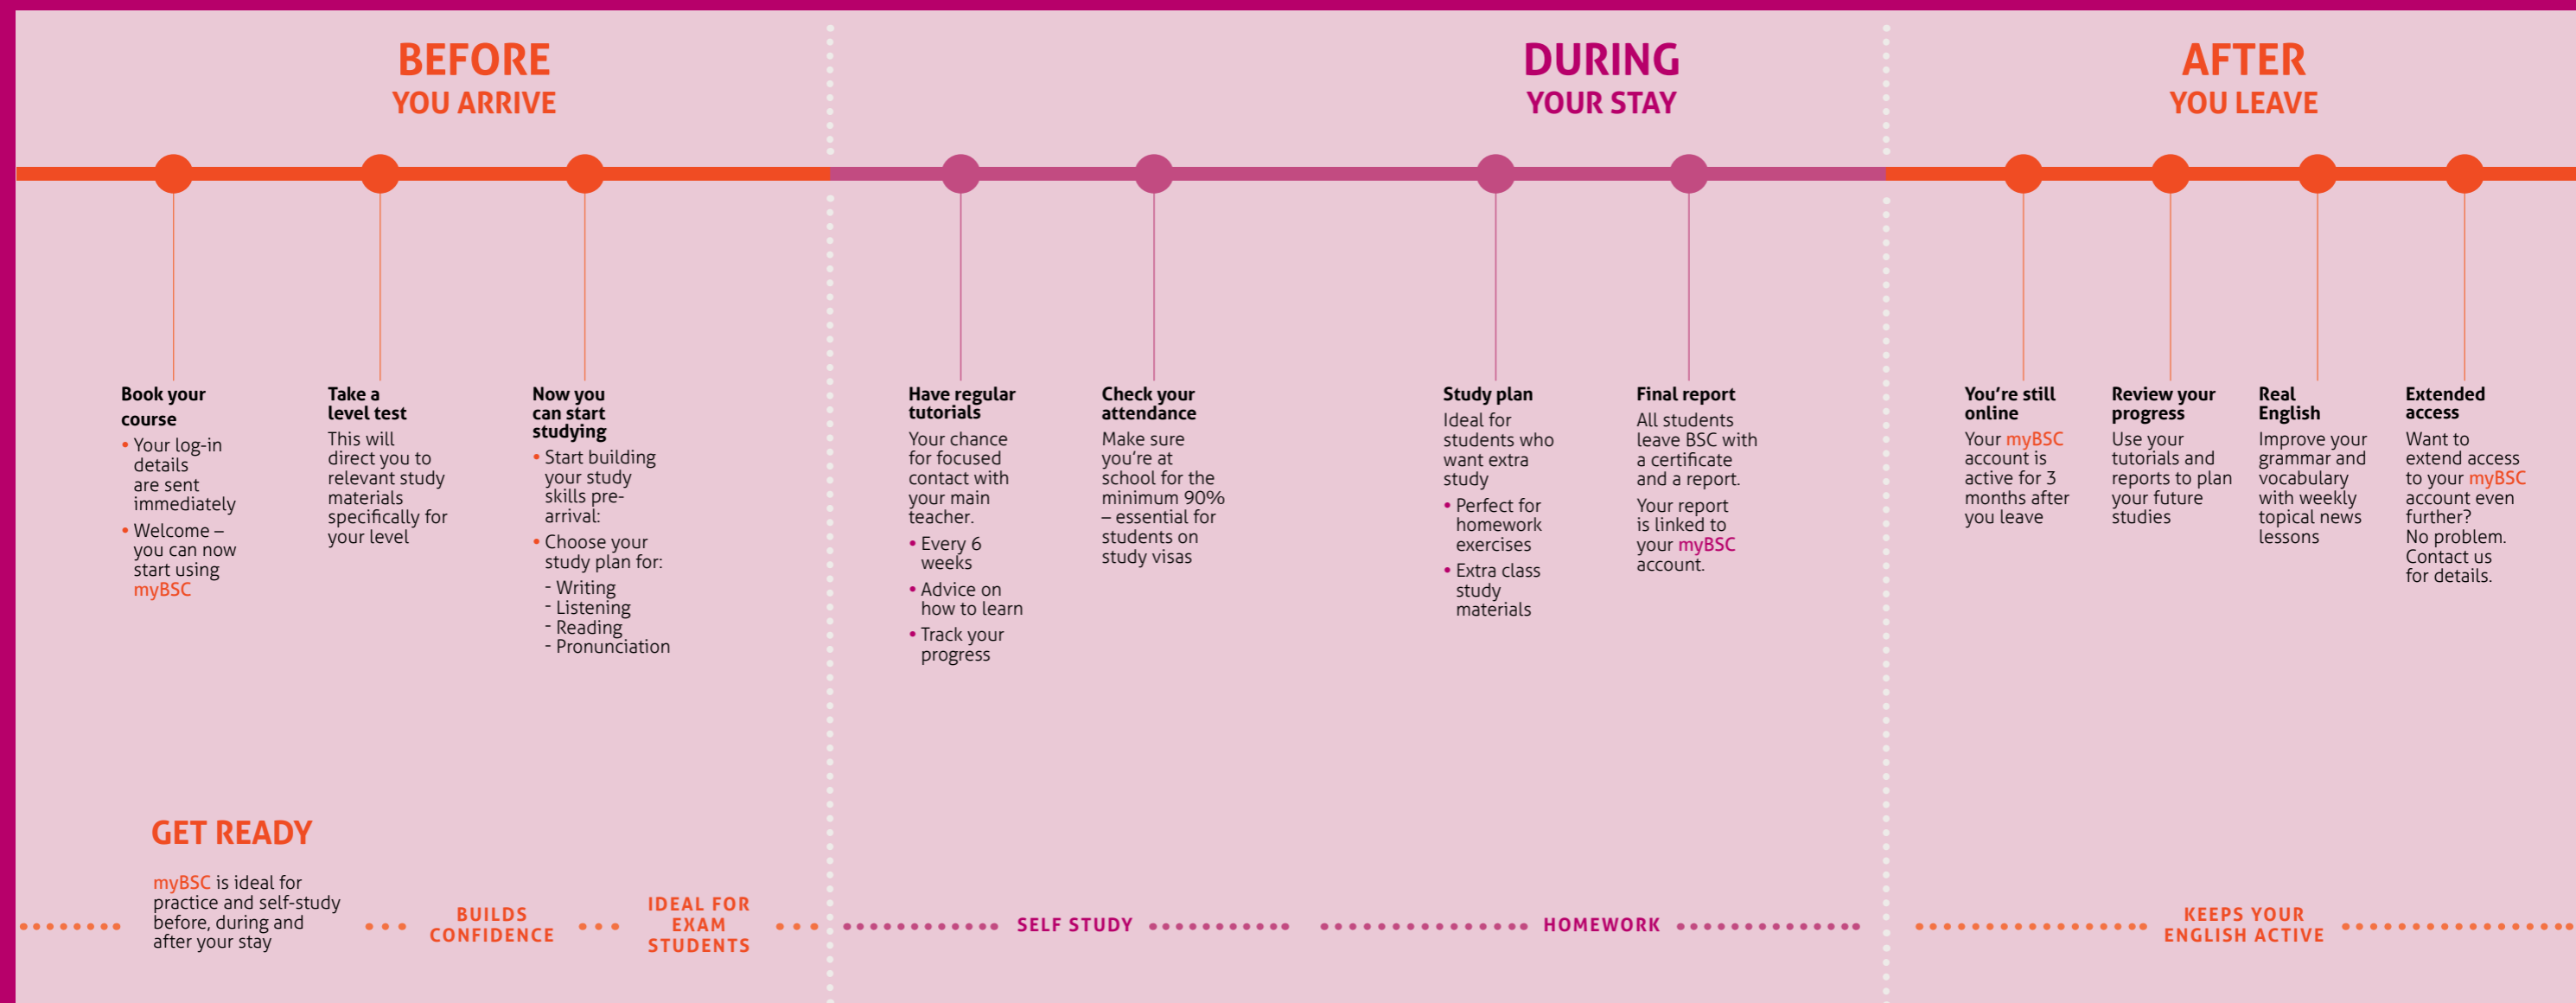 BEFORE
YOU ARRIVE
DURING
YOUR STAY
AFTER
YOU LEAVE
Book your
course
• Your log-in
details
are sent
immediately
• Welcome –
you can now
start using
myBSC
Take a
level test
This will
direct you to
relevant study
materials
specifically for
your level
Now you
can start
studying
• Start building
your study
skills pre-
arrival:
• Choose your
study plan for:
- Writing
- Listening
- Reading
- Pronunciation
Have regular
tutorials
Your chance
for focused
contact with
your main
teacher.
• Every 6
weeks
• Advice on
how to learn
• Track your
progress
Check your
attendance
Make sure
you’re at
school for the
minimum 90%
– essential for
students on
study visas
Study plan
Ideal for
students who
want extra
study
• Perfect for
homework
exercises
• Extra class
study
materials
Final report
All students
leave BSC with
a certificate
and a report.
Your report
is linked to
your myBSC
account.
You’re still
online
Your myBSC
account is
active for 3
months after
you leave
Review your
progress
Use your
tutorials and
reports to plan
your future
studies
Real
English
Improve your
grammar and
vocabulary
with weekly
topical news
lessons
Extended
access
Want to
extend access
to your myBSC
account even
further?
No problem.
Contact us
for details.
GET READY
myBSC is ideal for
practice and self-study
before, during and
after your stay
BUILDS
CONFIDENCE
IDEAL FOR
EXAM
STUDENTS
SELF STUDY
HOMEWORK
KEEPS YOUR
ENGLISH ACTIVE